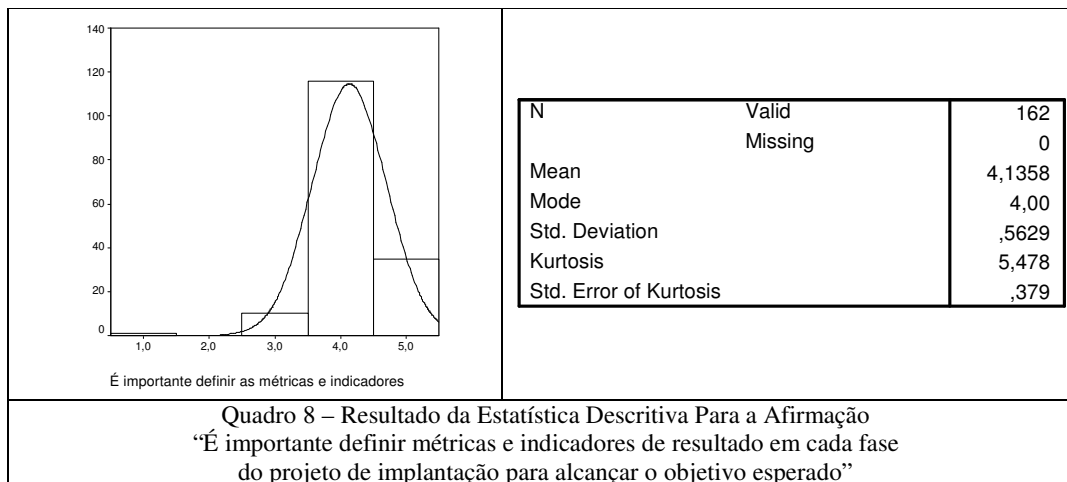 140
120
100
80
60
40
20
0
1,0 2,0 3,0 4,0 5,0
É importante definir as métricas e indicadores
N Valid 162
Missing 0
Mean 4,1358
Mode 4,00
Std. Deviation ,5629
Kurtosis 5,478
Std. Error of Kurtosis ,379
Quadro 8 – Resultado da Estatística Descritiva Para a Afirmação
“É importante definir métricas e indicadores de resultado em cada fase
do projeto de implantação para alcançar o objetivo esperado”